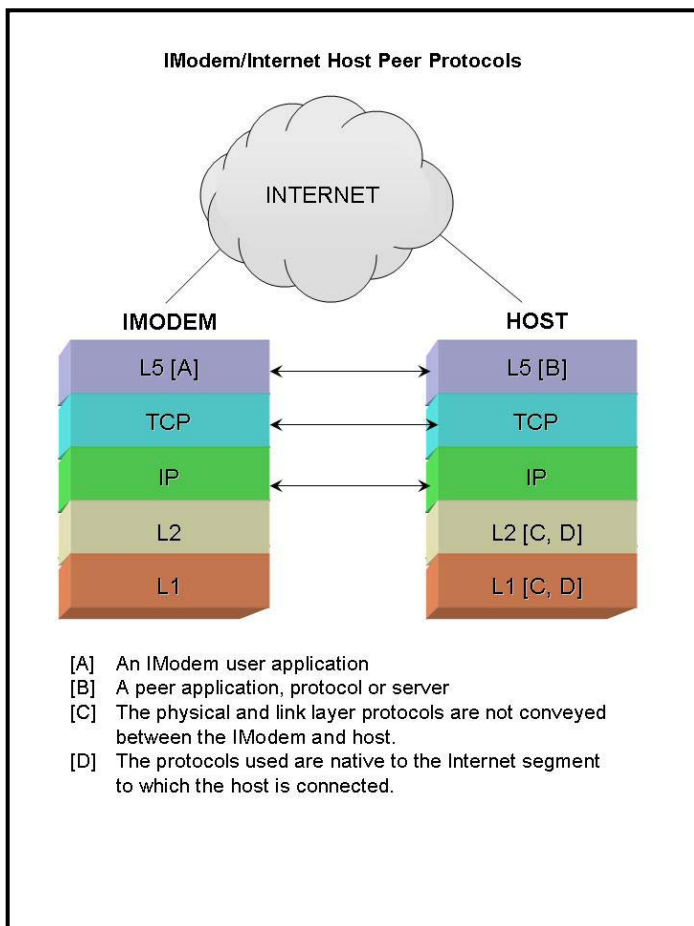 IModem/Internet Host Peer Protocols
INTERNET
IMODEM
HOST
L5 [A]
L5 [B]
TCP
TCP
IP
IP
L2
L2 [C, D]
L1
L1 [C, D]
[A] An IModem user application
[B] A peer application, protocol or server
[C] The physical and link layer protocols are not conveyed
between the IModem and host.
[D] The protocols used are native to the Internet segment
to which the host is connected.